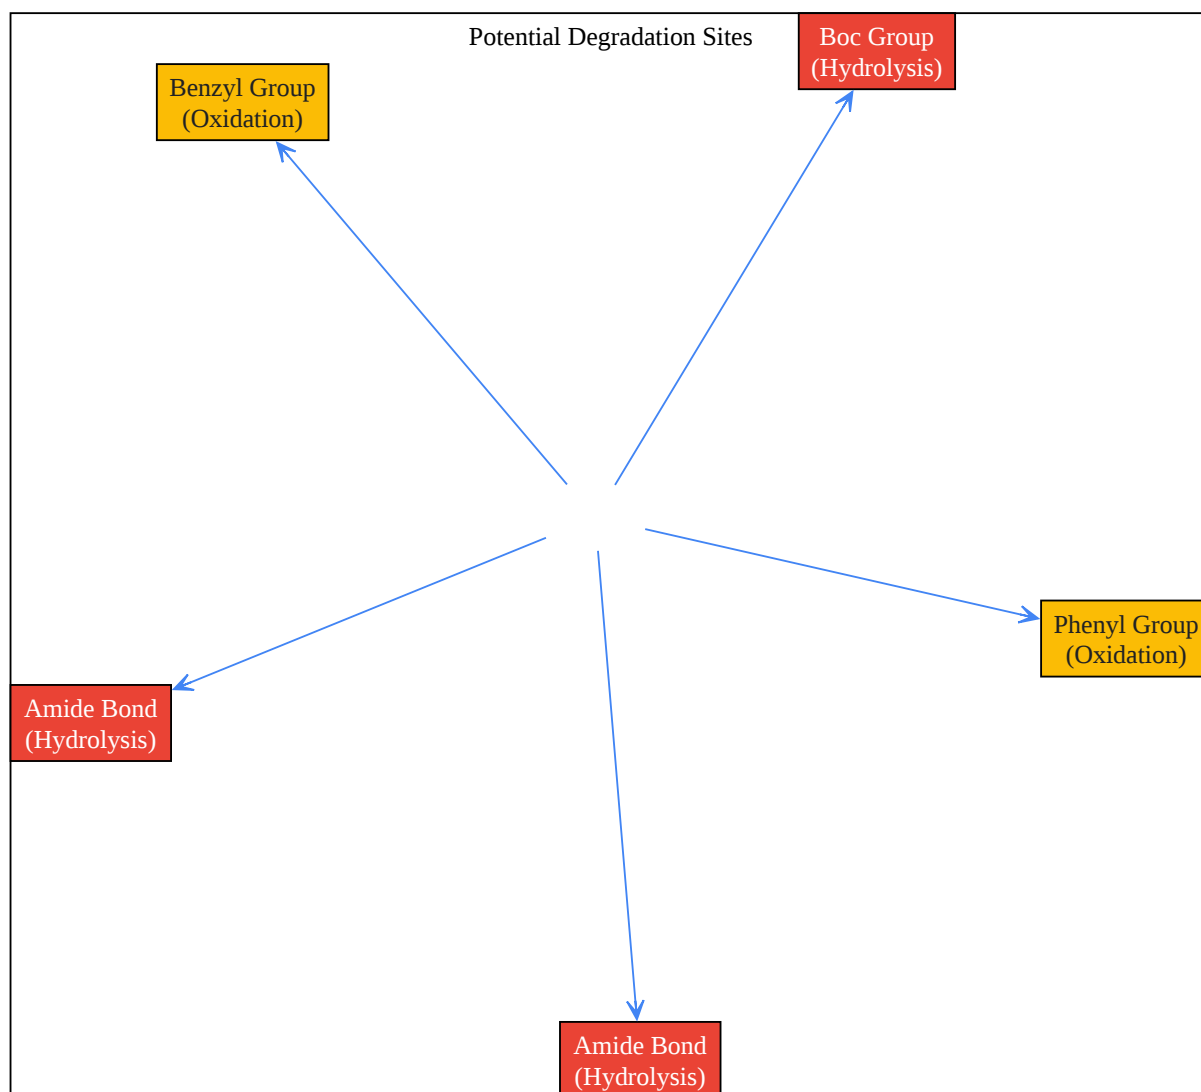 Potential Degradation Sites
Boc Group
(Hydrolysis)
Benzyl Group
(Oxidation)
Phenyl Group
(Oxidation)
Amide Bond
(Hydrolysis)
Amide Bond
(Hydrolysis)